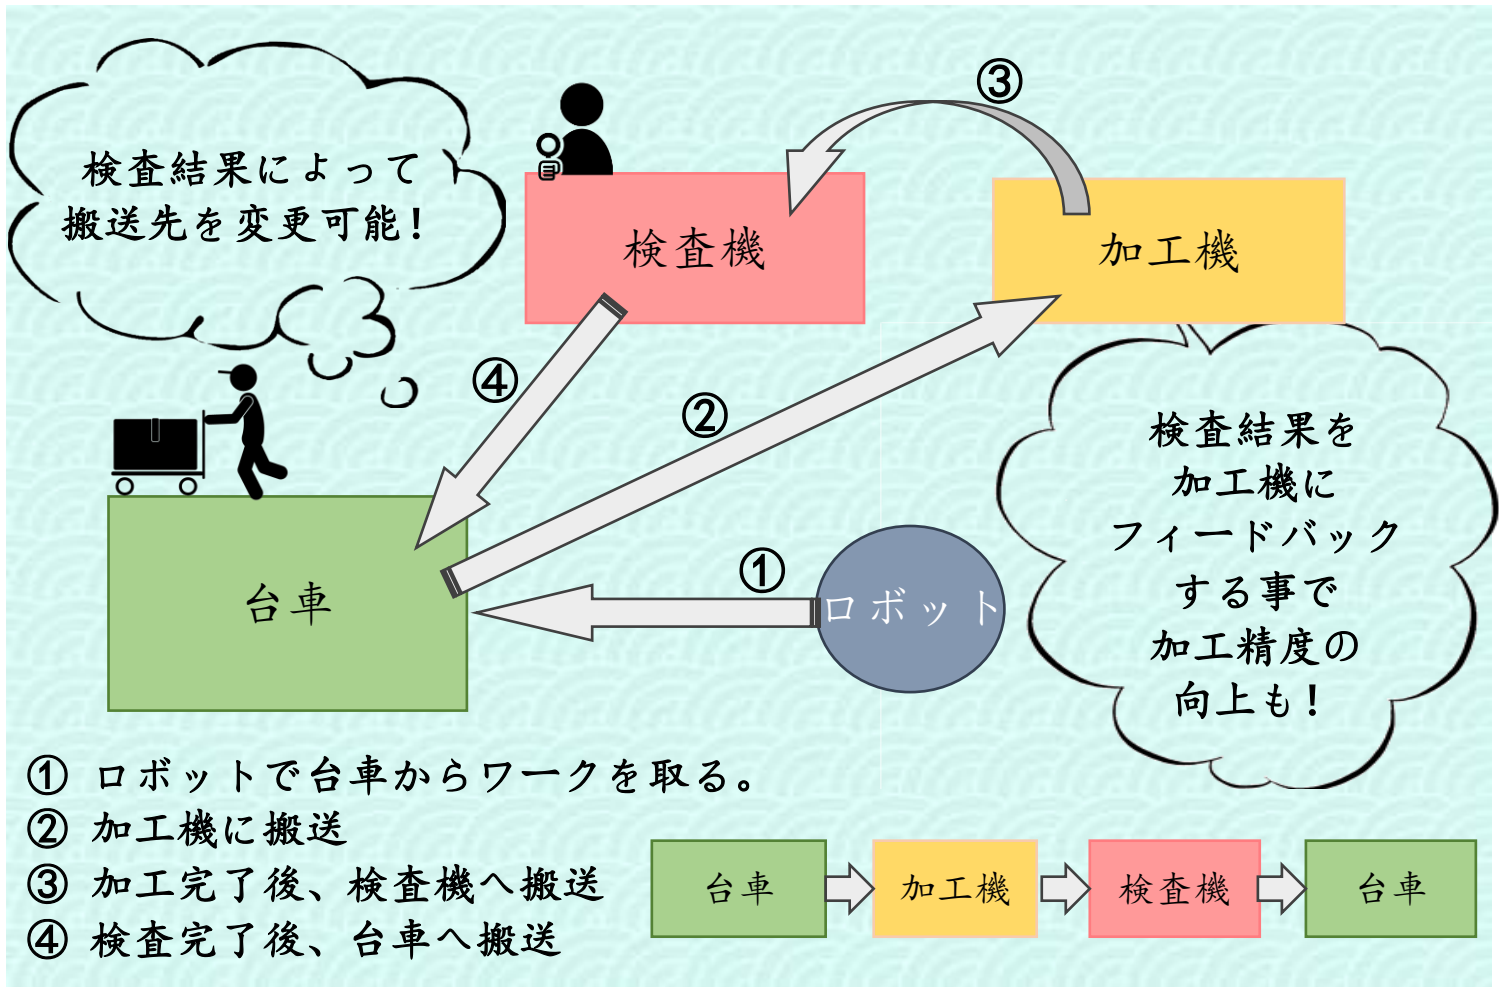 検査結果によって
搬送先を変更可能!
検査機
③
加工機
④
②
検査結果を
加工機に
フィードバック
する事で
加工精度の
向上も!
台車
①
ロボット
① ロボットで台車からワークを取る。
② 加工機に搬送
③ 加工完了後、検査機へ搬送
④ 検査完了後、台車へ搬送
台車
加工機
検査機
台車